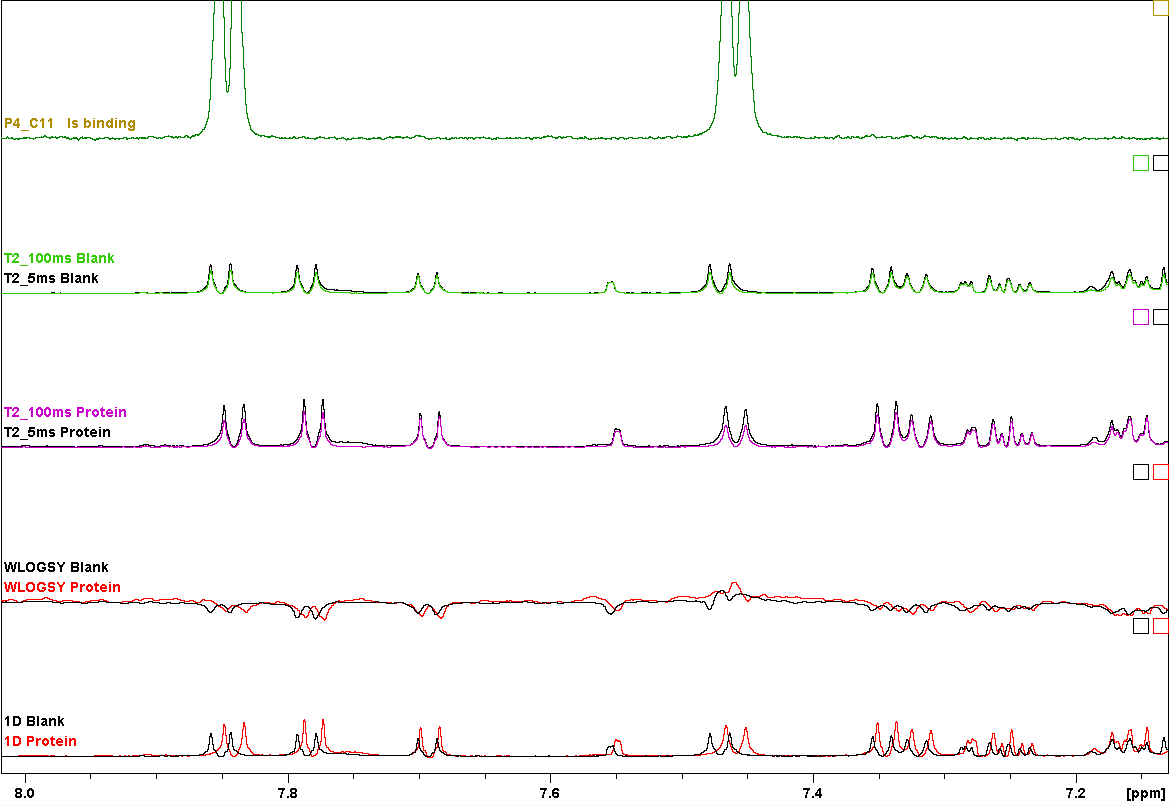 P4_C11 Is binding
T2_100ms Blank
T2_5ms Blank
T2_100ms Protein
T2_5ms Protein
WLOGSY Blank
WLOGSY Protein
1D Blank
1D Protein
8.0 7.8 7.6 7.4 7.2 [ppm]